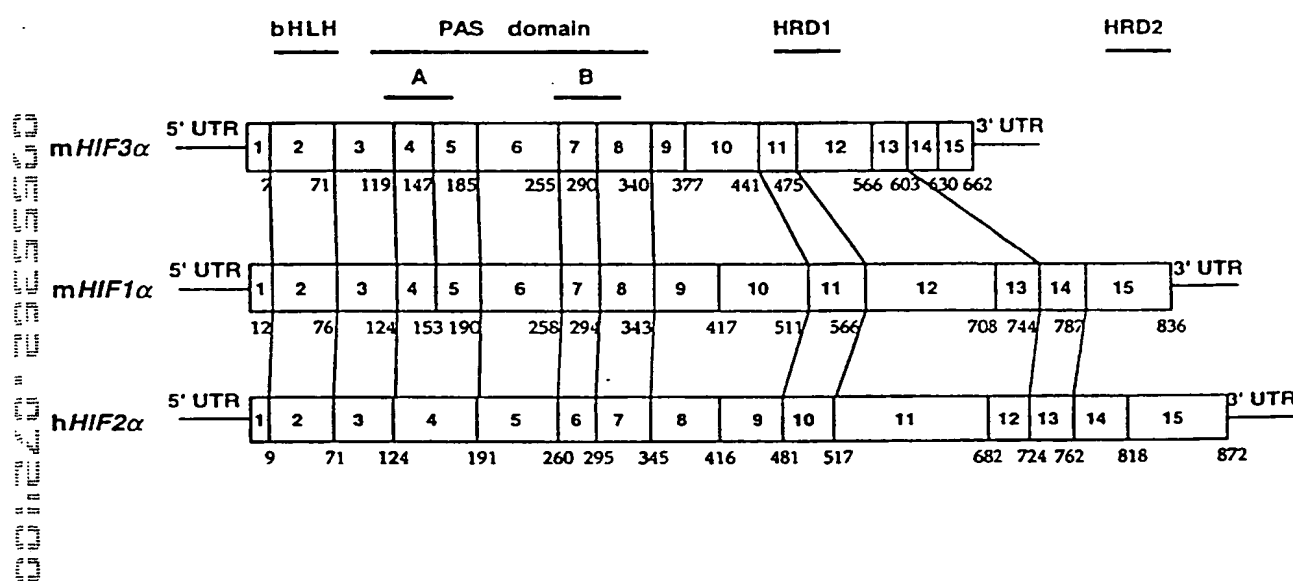 bHLH PAS domain HRD1 HRD2
A B
5' UTR 3' UTR
mHIF3α 1 2 3 4 5 6 7 8 9 10 11 12 13 14 15
7 71 119 147 185 255 290 340 377 441 475 566 603 630 662
5' UTR 3' UTR
mHIF1α 1 2 3 4 5 6 7 8 9 10 11 12 13 14 15
12 76 124 153 190 258 294 343 417 511 566 708 744 787 836
5' UTR 3' UTR
hHIF2α 1 2 3 4 5 6 7 8 9 10 11 12 13 14 15
9 71 124 191 260 295 345 416 481 517 682 724 762 818 872